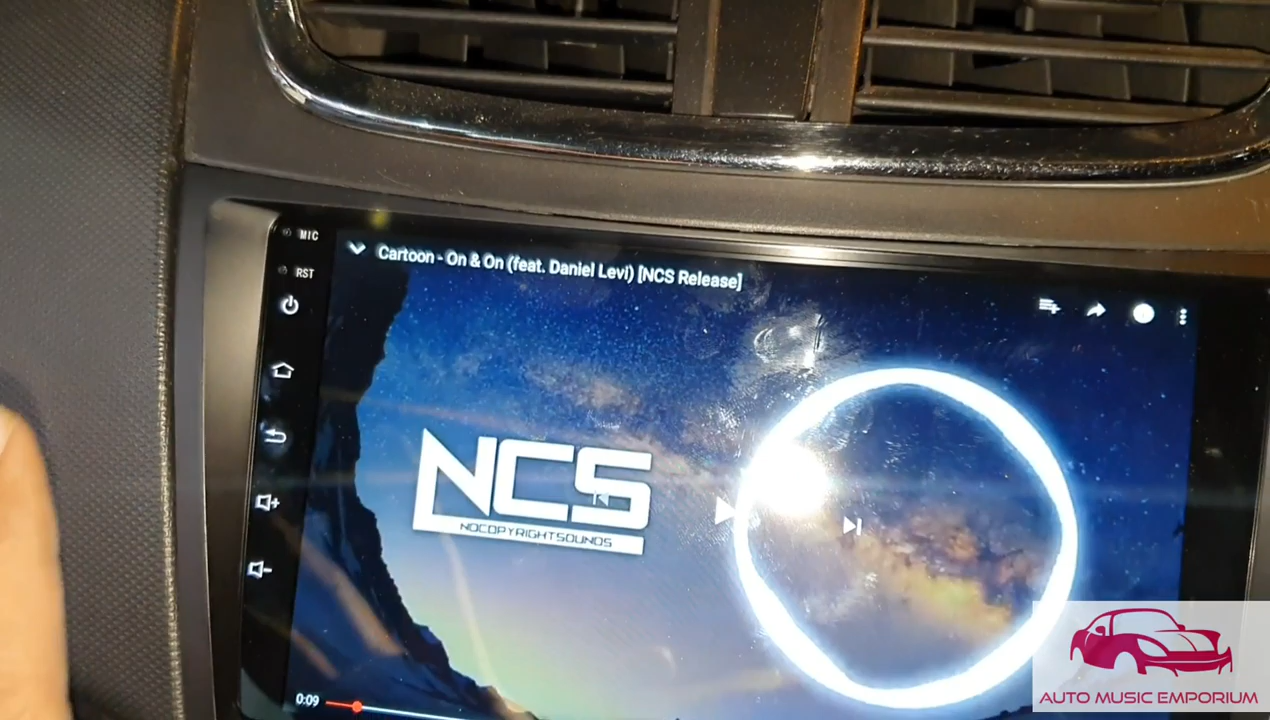 MIC
RST
Cartoon - On & On (feat. Daniel Levi) [NCS Release]
NCS
NOCOPYRIGHTSOUNDS
0:09
AUTO MUSIC EMPORIUM